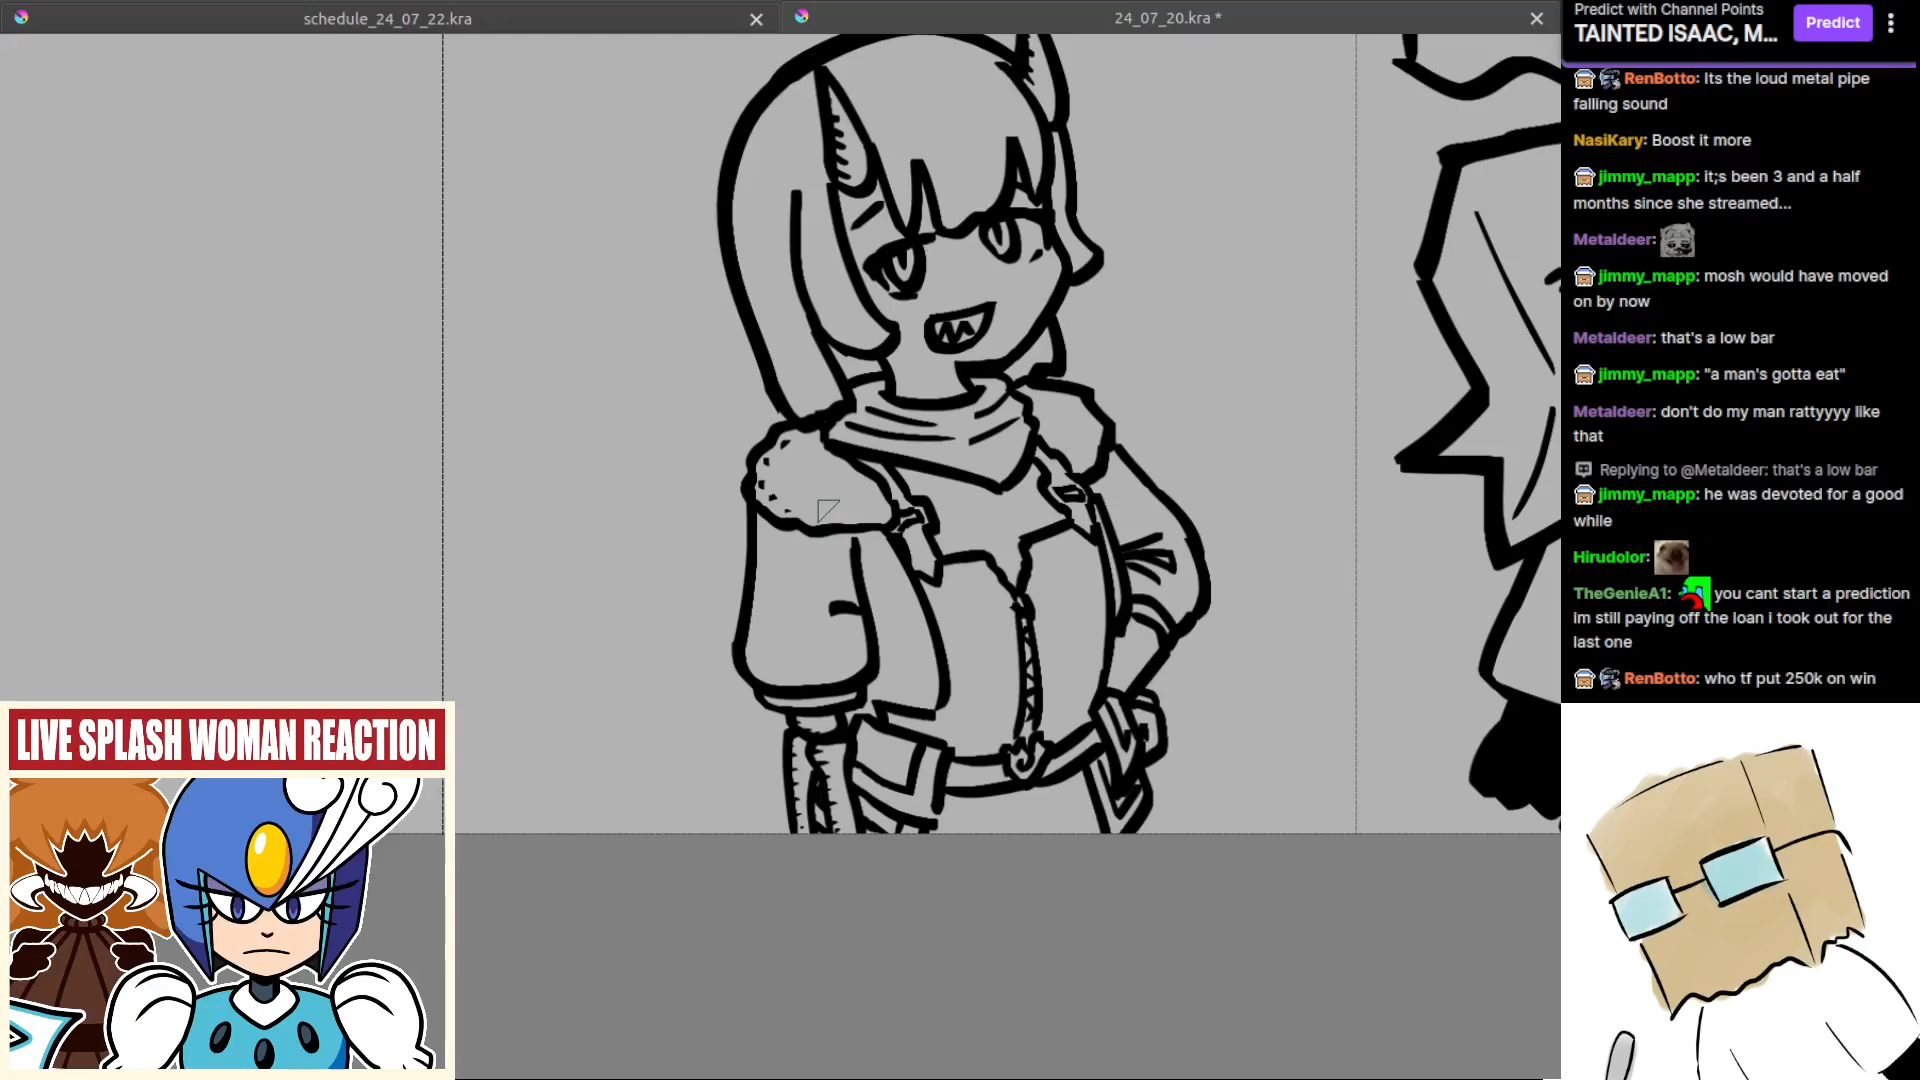 schedule_24_07_22.kra
24_07_20.kra *
Predict with Channel Points
TAINTED ISAAC, M...
Predict
RenBotto: Its the loud metal pipe
falling sound
NasiKary: Boost it more
jimmy_mapp: it;s been 3 and a half
months since she streamed...
Metaldeer:
jimmy_mapp: mosh would have moved
on by now
Metaldeer: that's a low bar
jimmy_mapp: "a man's gotta eat"
Metaldeer: don't do my man rattyyyy like
that
Replying to @Metaldeer: that's a low bar
jimmy_mapp: he was devoted for a good
while
Hirudolor:
TheGenieA1: you cant start a prediction
im still paying off the loan i took out for the
last one
RenBotto: who tf put 250k on win
LIVE SPLASH WOMAN REACTION